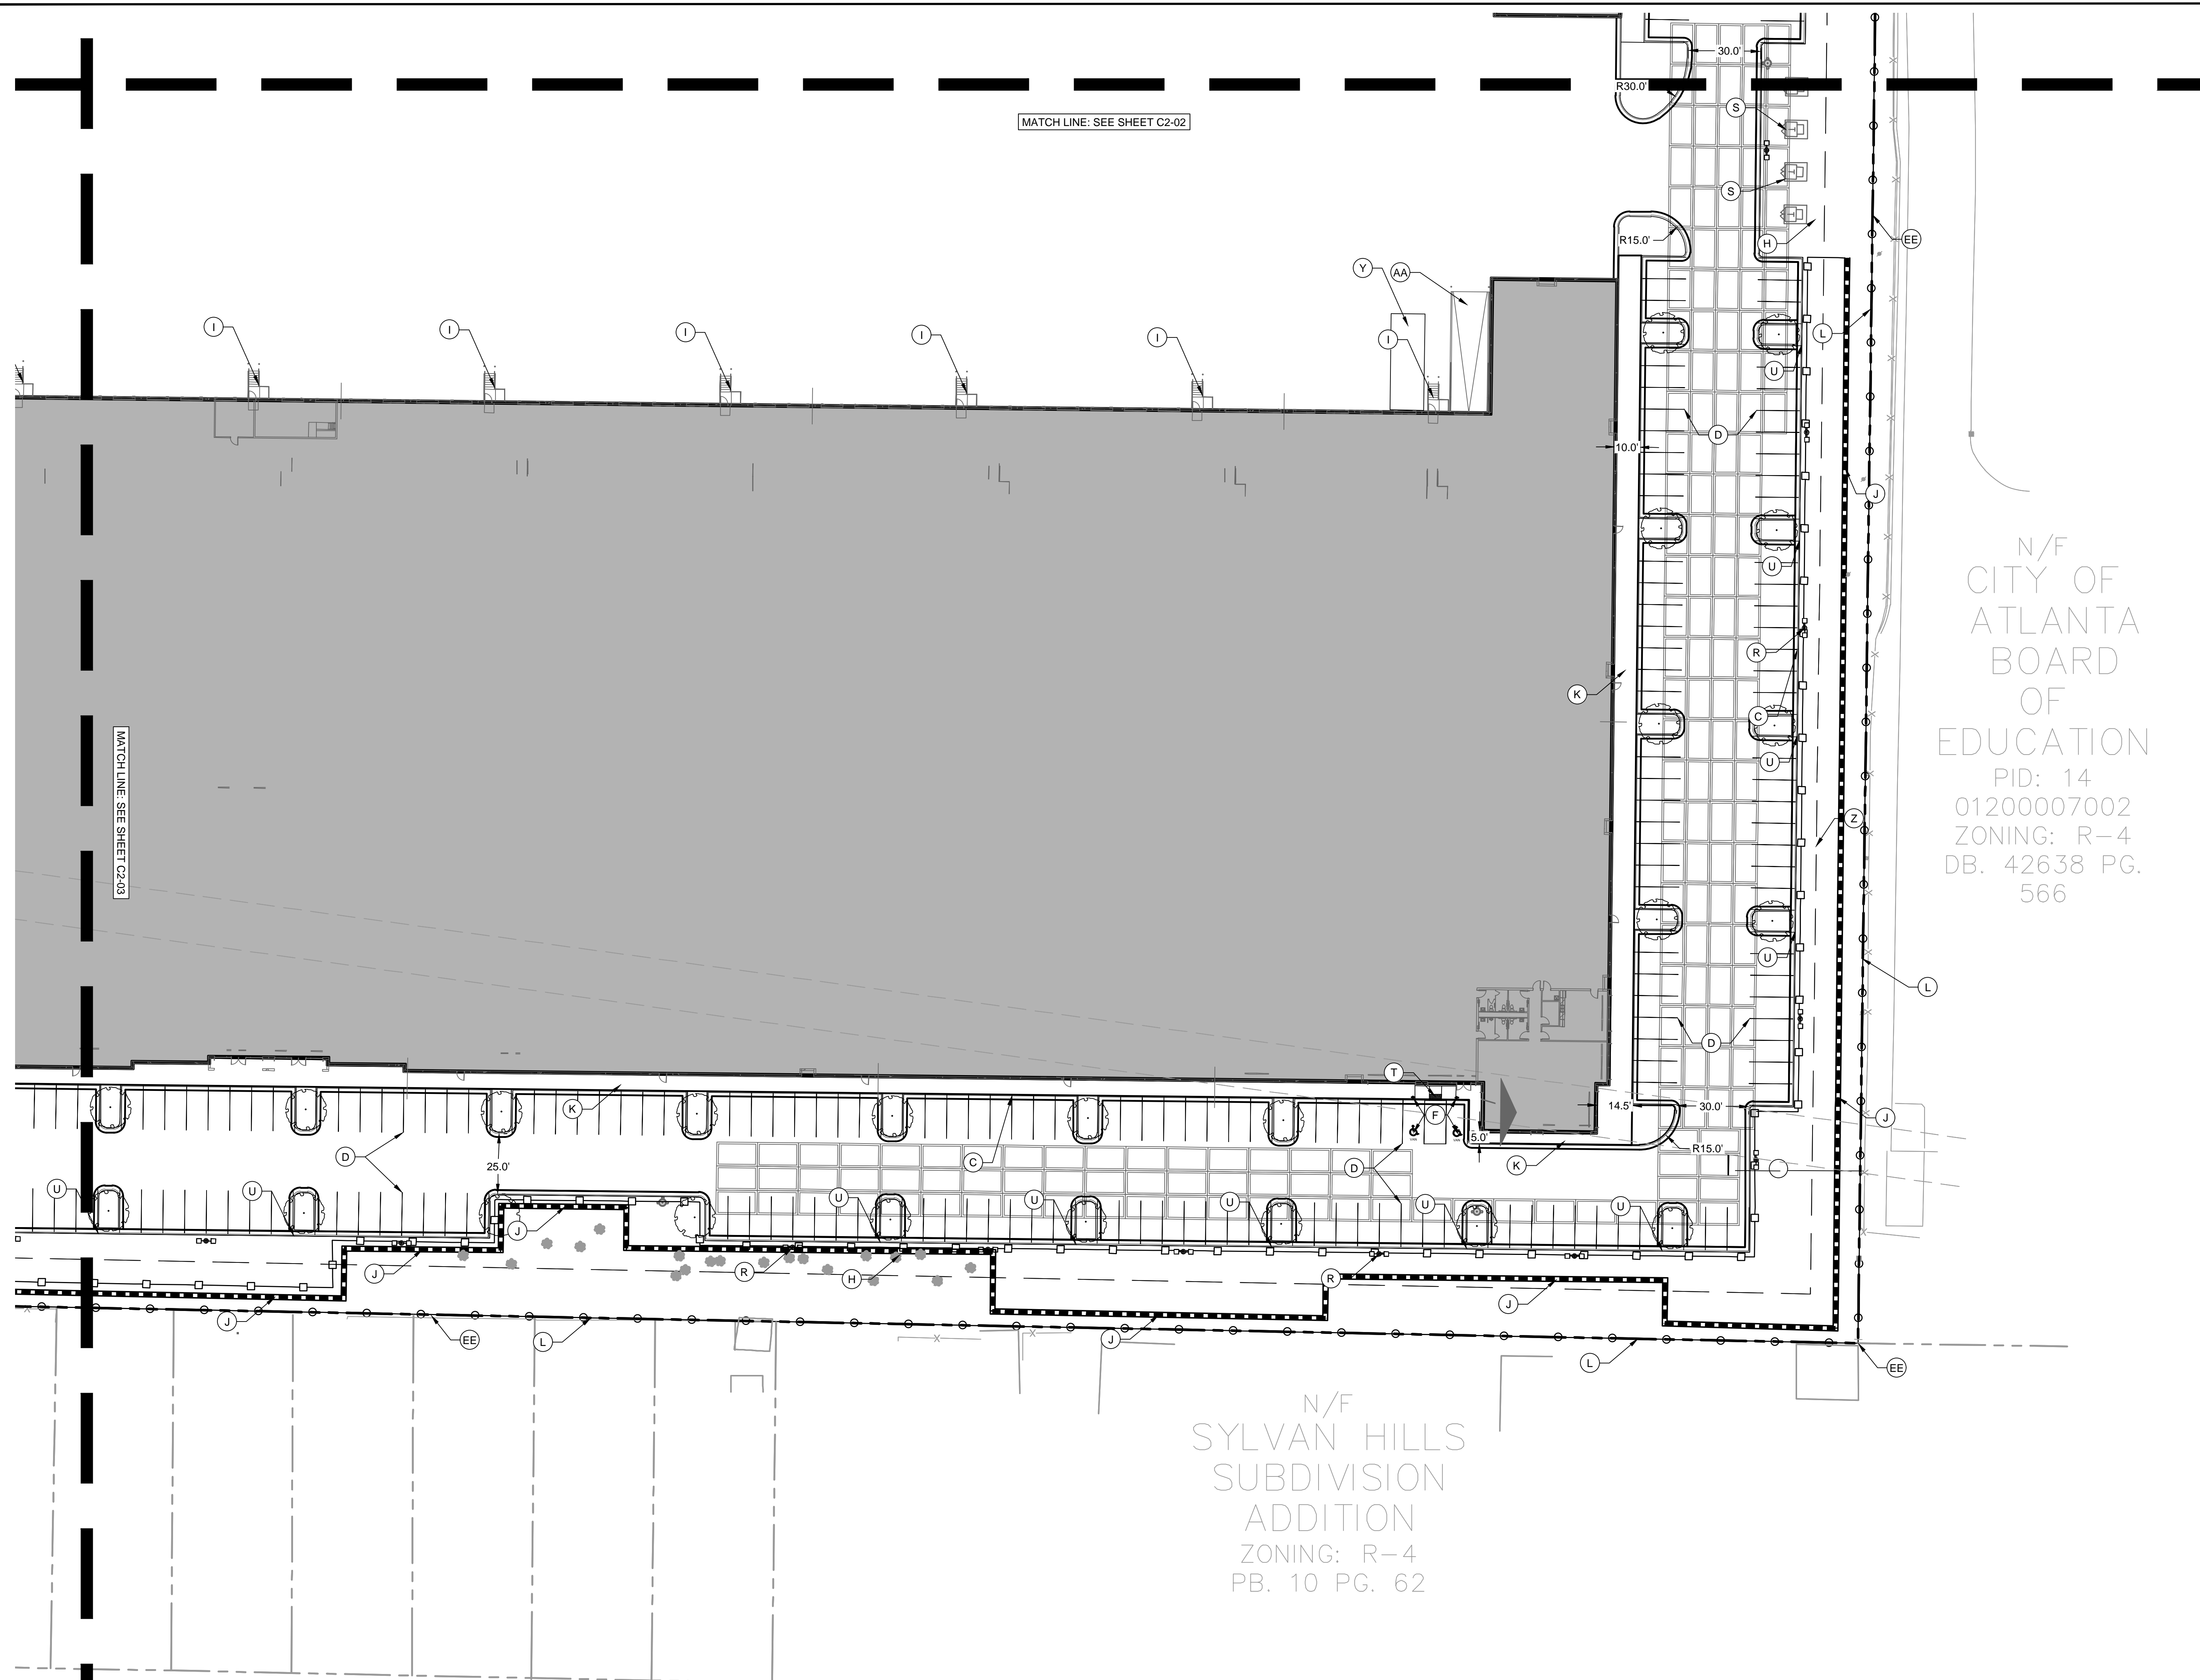 30.0'
R30.0'
S
MATCH LINE: SEE SHEET C2-02
S
R15.0'
H
EE
Y
AA
I
I
I
I
I
I
L
U
D
10.0'
J
N/F
CITY OF
ATLANTA
BOARD
OF
EDUCATION
PID: 14
01200007002
ZONING: R-4
DB. 42638 PG.
566
U
R
K
C
U
MATCH LINE: SEE SHEET C2-03
Z
U
L
D
T
K
F
14.5'
30.0'
J
5.0'
R15.0'
D
25.0'
C
D
K
U
U
U
U
U
U
U
J
J
R
H
R
J
J
EE
L
J
L
EE
N/F
SYLVAN HILLS
SUBDIVISION
ADDITION
ZONING: R-4
PB. 10 PG. 62